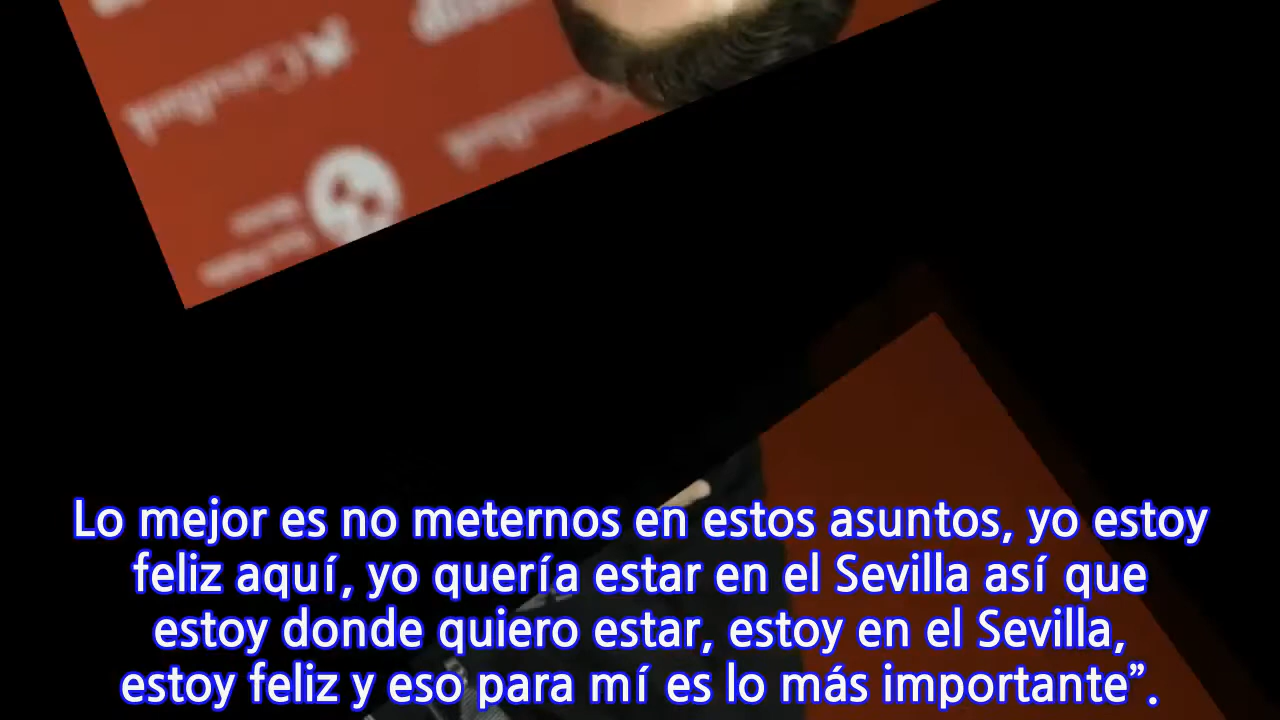 Lo mejor es no meternos en estos asuntos, yo estoy
feliz aquí, yo quería estar en el Sevilla así que
estoy donde quiero estar, estoy en el Sevilla,
estoy feliz y eso para mí es lo más importante”.